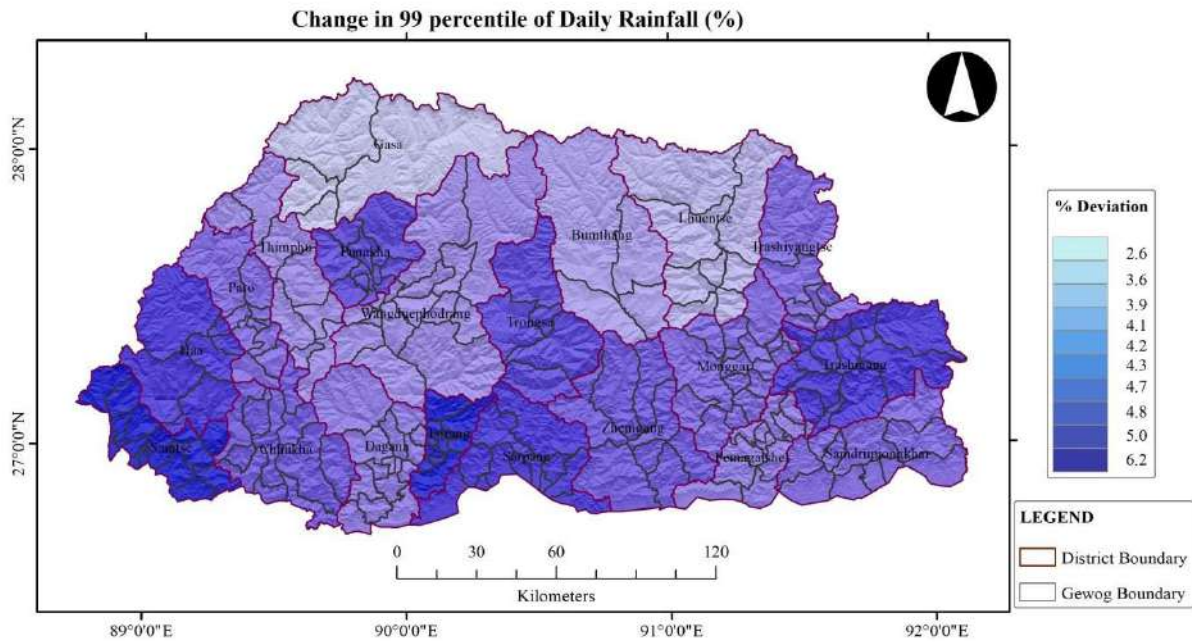 Change in 99 percentile of Daily Rainfall (%)
28°0'0"N
27°0'0"N
Gasa
Lhuentse
Bumthang
Thimphu
Punakha
Trashiyangtse
Paro
Wangduephodrang
Trongsa
Haa
Monggar
Trashigang
Samtse
Chhukha
Dagana
Tsirang
Sarpang
Zhemgang
Pemagatshel
% Deviation
2.6
3.6
3.9
4.1
4.2
4.3
4.7
4.8
5.0
6.2
LEGEND
District Boundary
Gewog Boundary
0 30 60 120
Kilometers
89°0'0"E 90°0'0"E 91°0'0"E 92°0'0"E